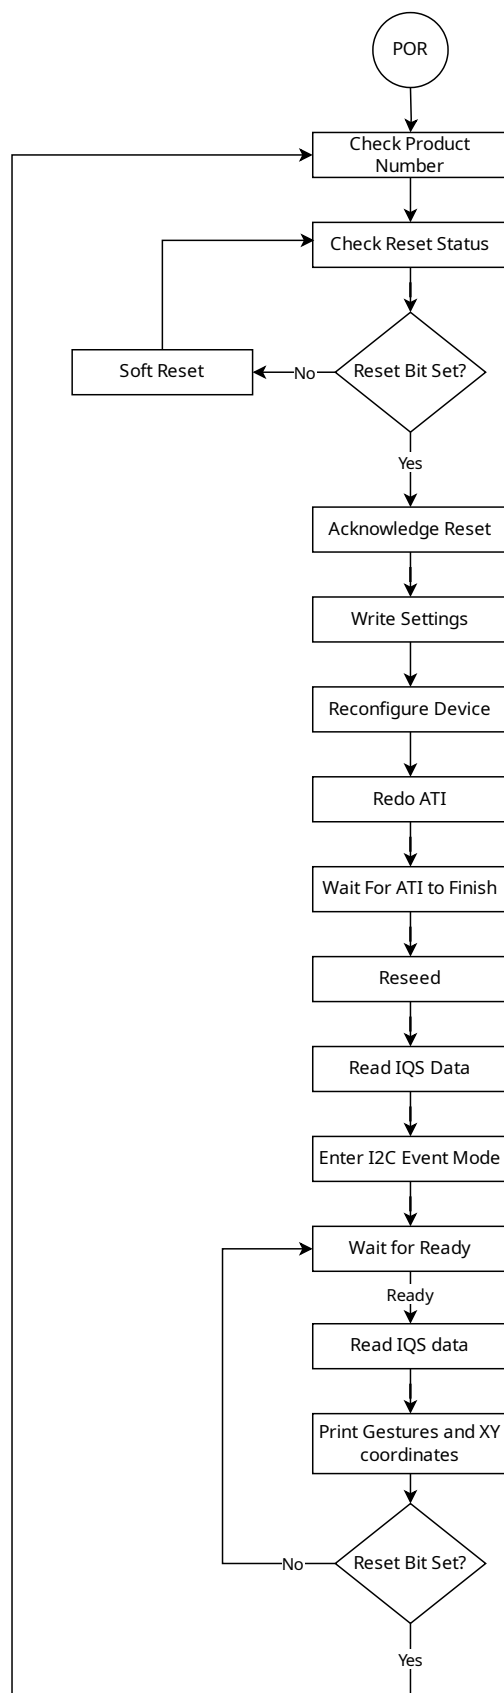 POR
Check Product
Number
Check Reset Status
Reset Bit Set?
No
Soft Reset
Yes
Acknowledge Reset
Write Settings
Reconfigure Device
Redo ATI
Wait For ATI to Finish
Reseed
Read IQS Data
Enter I2C Event Mode
Wait for Ready
Ready
Read IQS data
Print Gestures and XY
coordinates
Reset Bit Set?
No
Yes